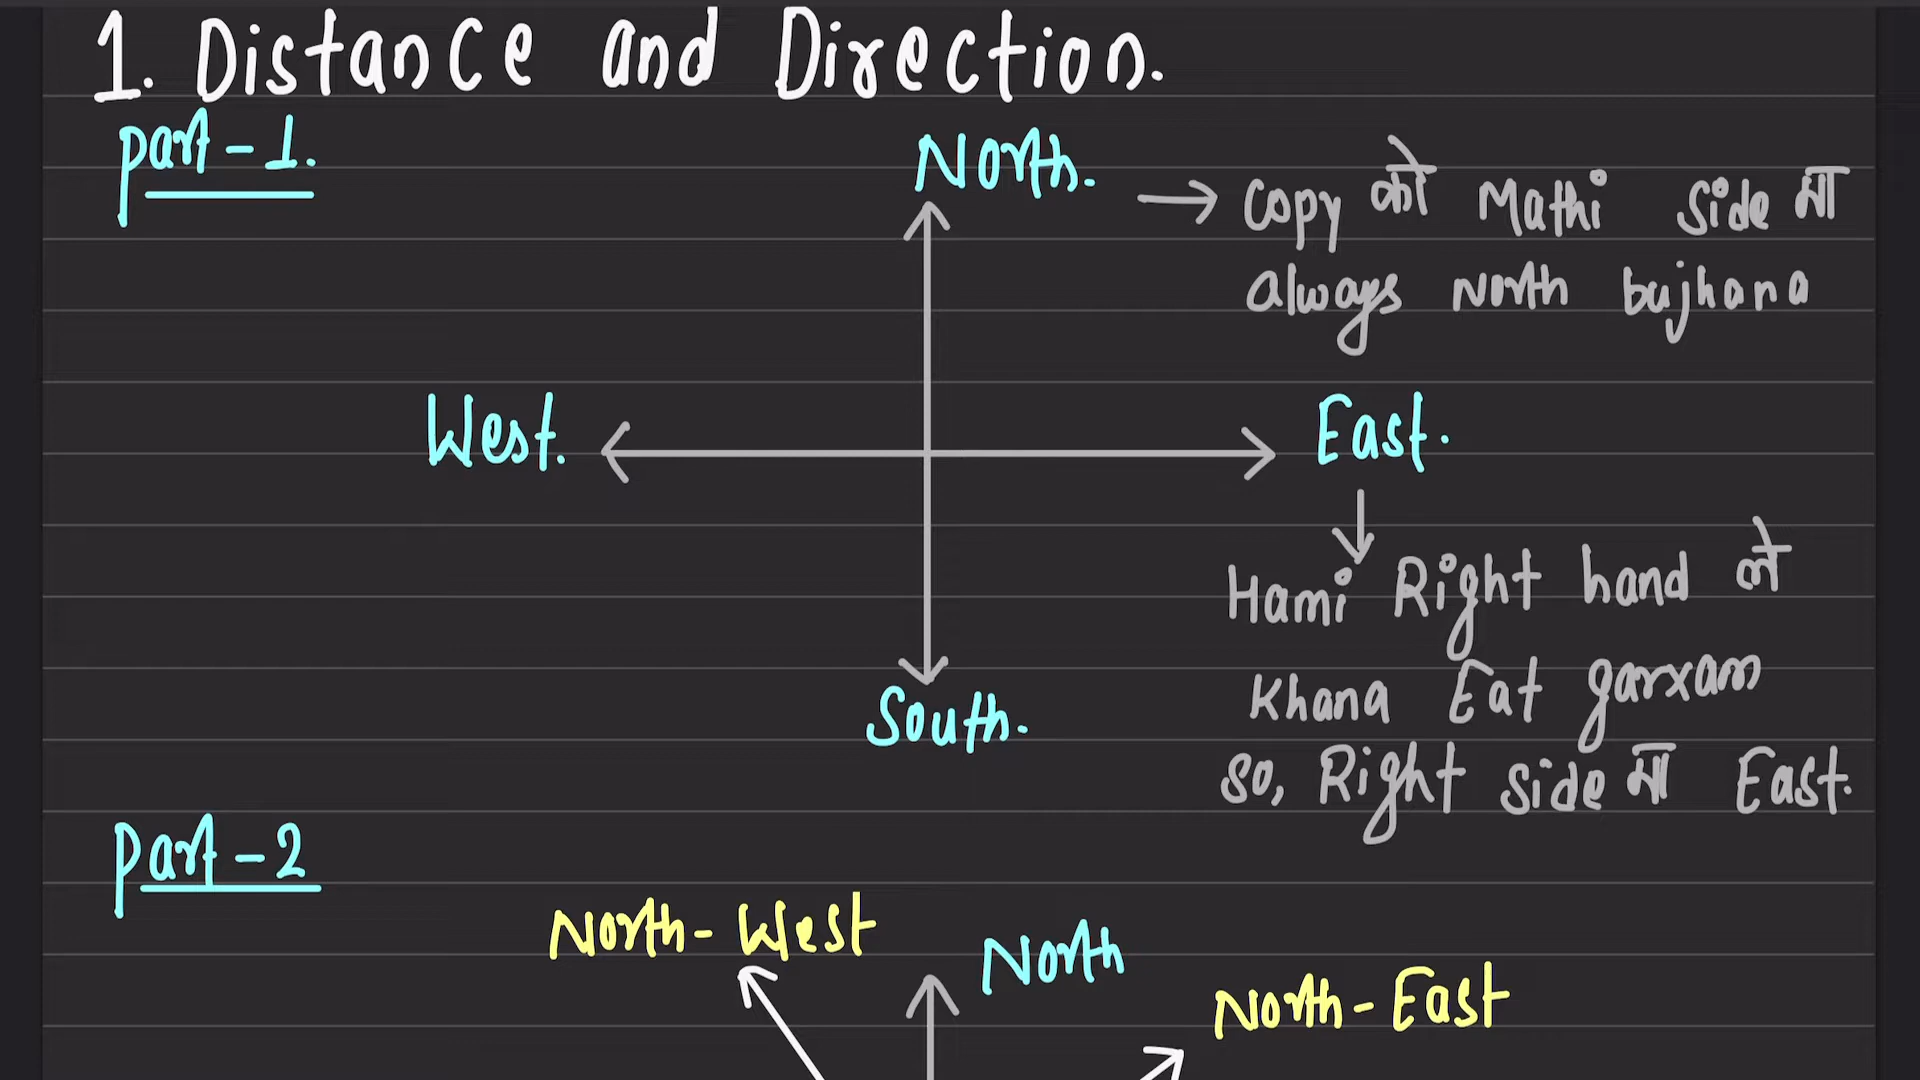 1. Distance and Direction.
part-1.
North.
→ Copy को Mathi side मा
always north bujhana
West.
East.
Hami Right hand ले
Khana Eat garxam
so, Right side मा East.
South.
part-2
North-West
North
North-East